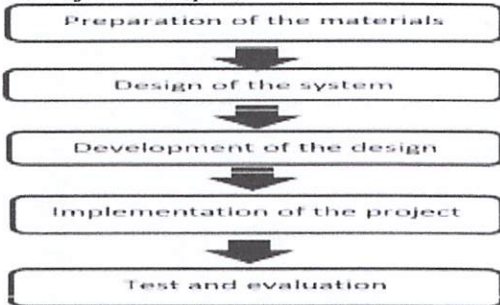 Preparation of the materials
Design of the system
Development of the design
Implementation of the project
Test and evaluation